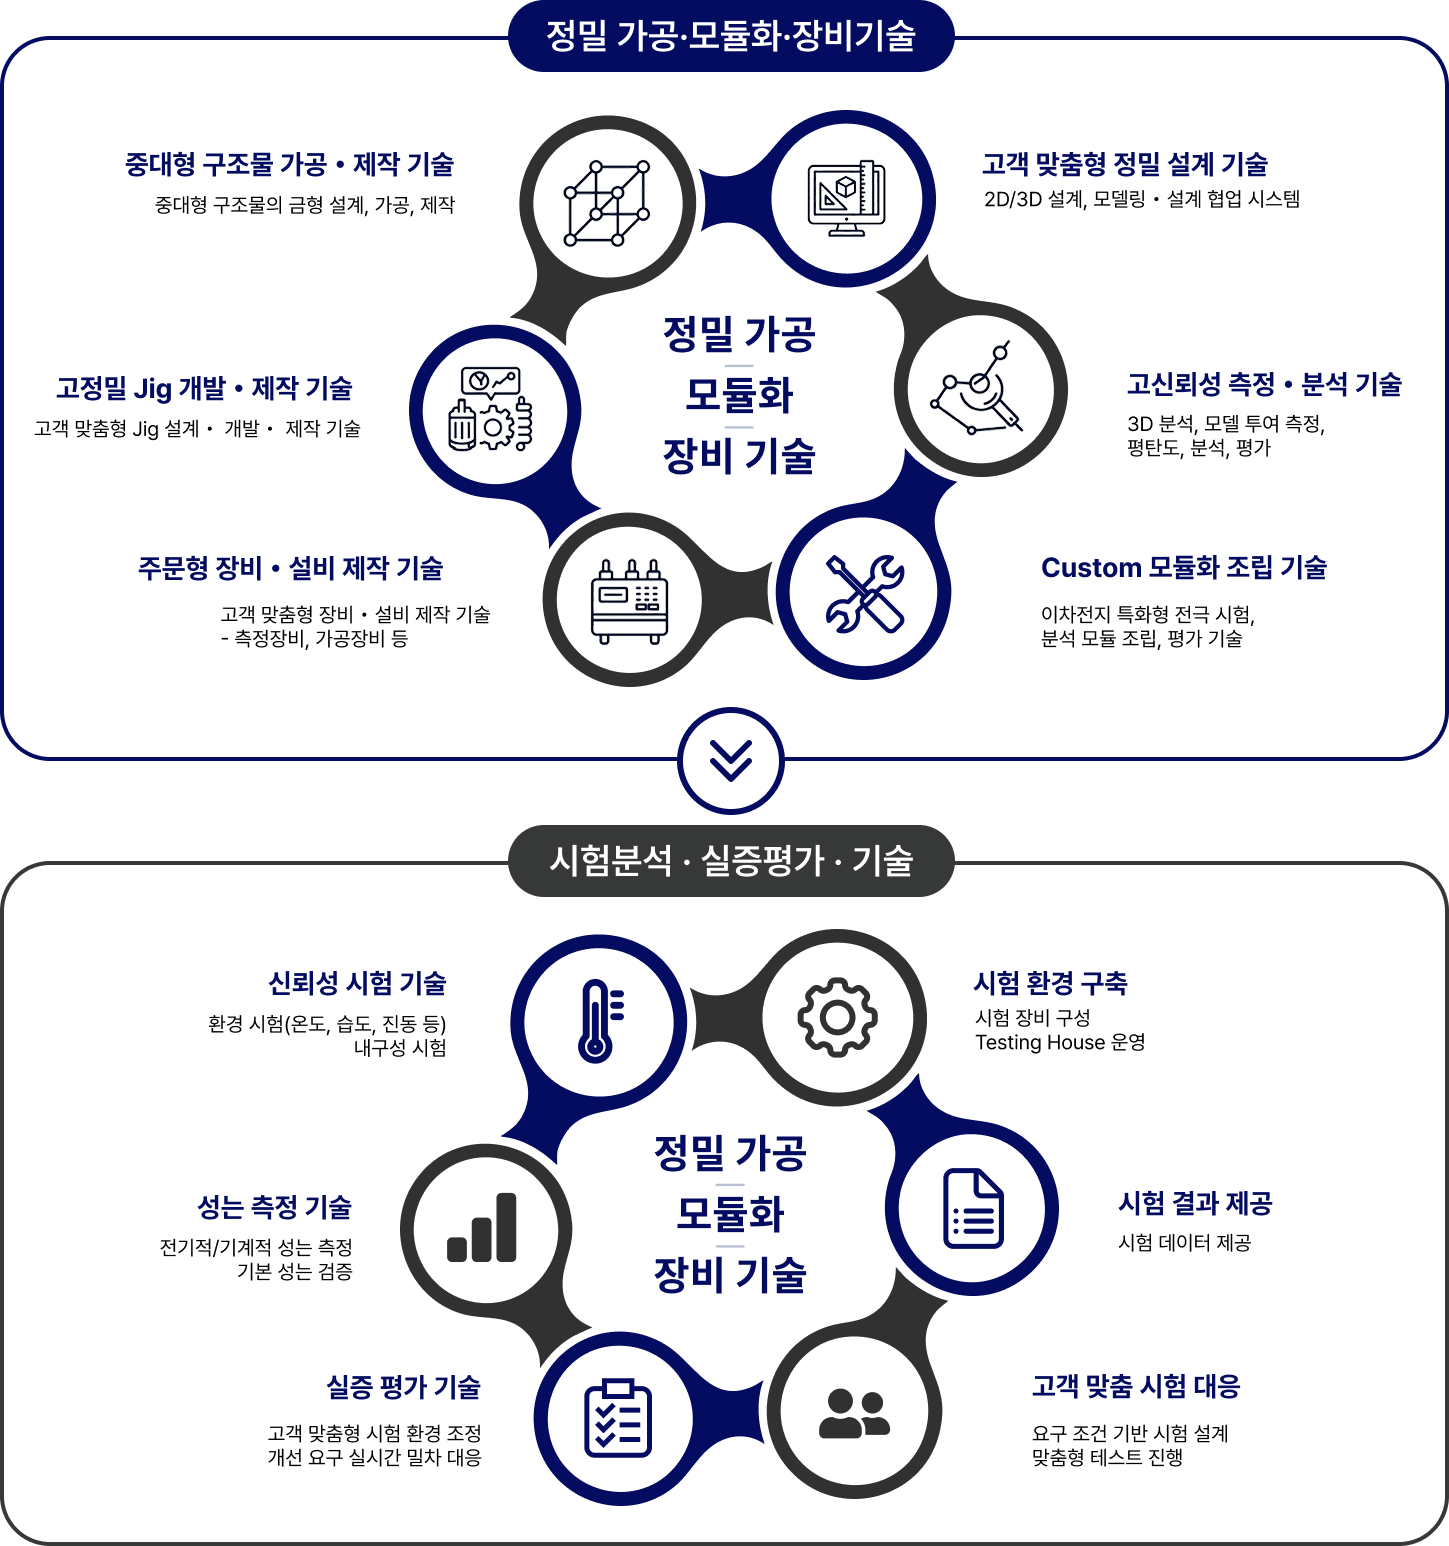 정밀 가공·모듈화·장비기술
중대형 구조물 가공 • 제작 기술
중대형 구조물의 금형 설계, 가공, 제작
고객 맞춤형 정밀 설계 기술
2D/3D 설계, 모델링 • 설계 협업 시스템
고정밀 Jig 개발 • 제작 기술
고객 맞춤형 Jig 설계 • 개발 • 제작 기술
정밀 가공
모듈화
장비 기술
고신뢰성 측정 • 분석 기술
3D 분석, 모델 투여 측정,
평탄도, 분석, 평가
주문형 장비 • 설비 제작 기술
고객 맞춤형 장비 • 설비 제작 기술
- 측정장비, 가공장비 등
Custom 모듈화 조립 기술
이차전지 특화형 전극 시험,
분석 모듈 조립, 평가 기술
시험분석 · 실증평가 · 기술
신뢰성 시험 기술
환경 시험(온도, 습도, 진동 등)
내구성 시험
시험 환경 구축
시험 장비 구성
Testing House 운영
성능 측정 기술
전기적/기계적 성능 측정
기본 성능 검증
정밀 가공
모듈화
장비 기술
시험 결과 제공
시험 데이터 제공
실증 평가 기술
고객 맞춤형 시험 환경 조정
개선 요구 실시간 밀차 대응
고객 맞춤 시험 대응
요구 조건 기반 시험 설계
맞춤형 테스트 진행